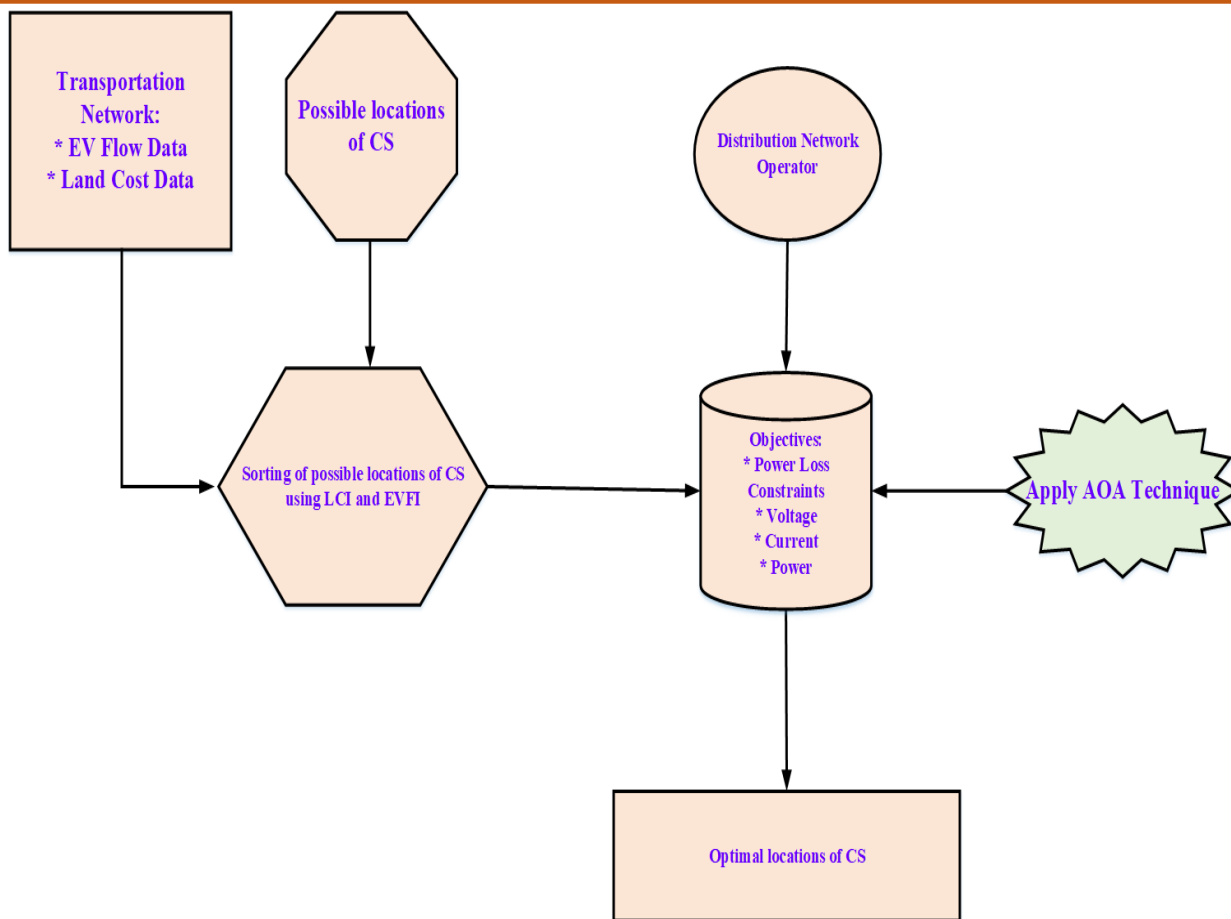 Transportation
Network:
* EV Flow Data
* Land Cost Data
Possible locations
of CS
Distribution Network
Operator
Sorting of possible locations of CS
using LCI and EVFI
Objectives:
* Power Loss
Constraints
* Voltage
* Current
* Power
Apply AOA Technique
Optimal locations of CS